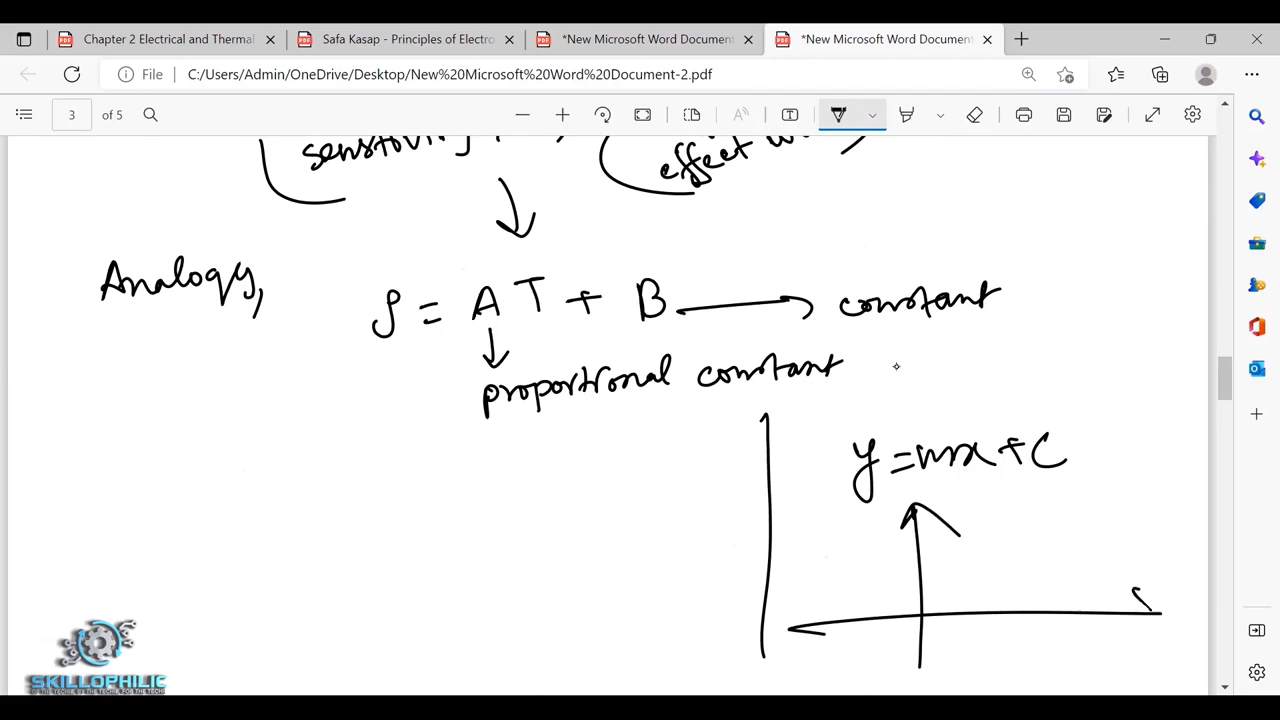 Chapter 2 Electrical and Thermal
Safa Kasap - Principles of Electro
*New Microsoft Word Document
*New Microsoft Word Document
File
C:/Users/Admin/OneDrive/Desktop/New%20Microsoft%20Word%20Document-2.pdf
3 of 5
effect
Analogy,
ρ = AT + B → constant
proportional constant
y = mx + C
SKILLOPHILIC